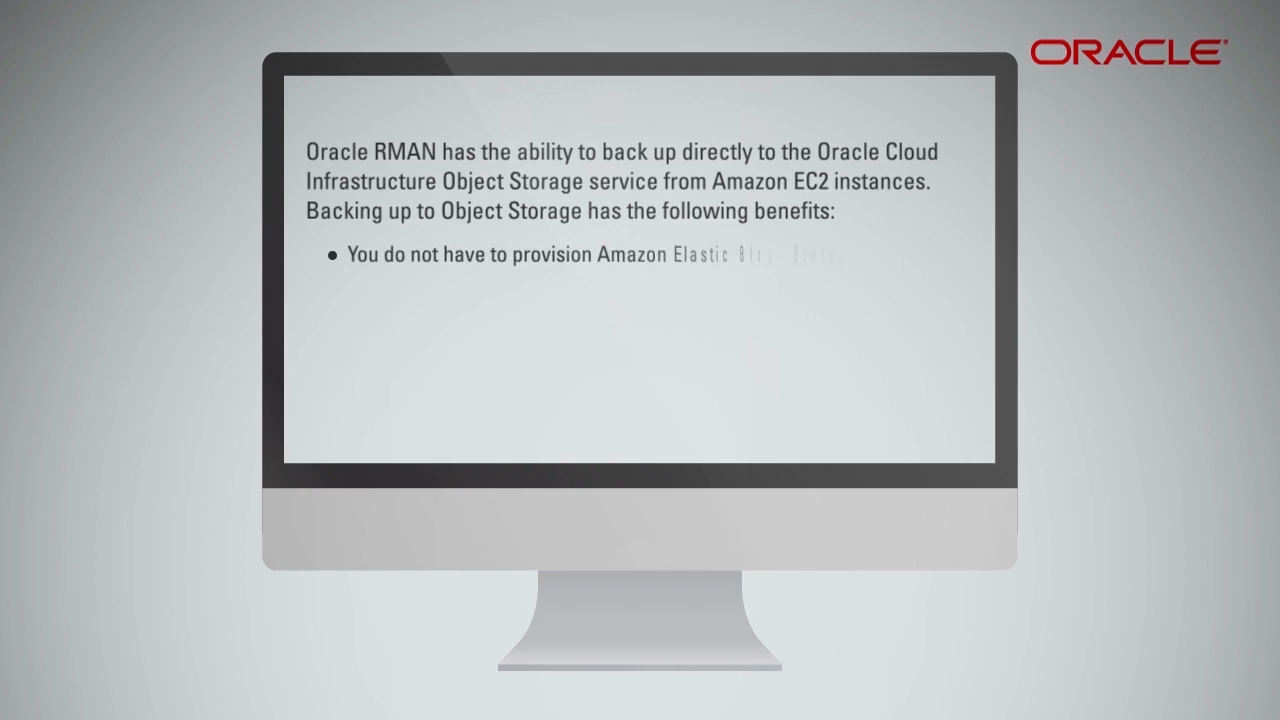 ORACLE
Oracle RMAN has the ability to back up directly to the Oracle Cloud
Infrastructure Object Storage service from Amazon EC2 instances.
Backing up to Object Storage has the following benefits:
• You do not have to provision Amazon Elastic